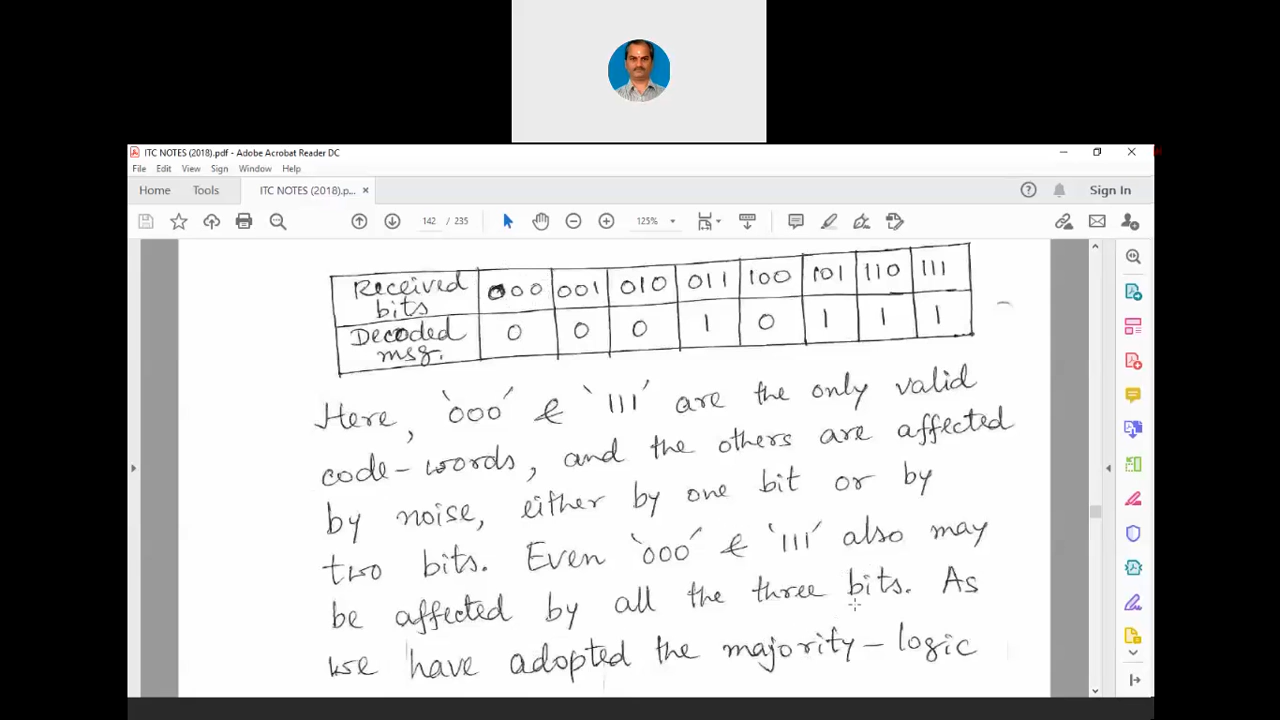 ITC NOTES (2018).pdf - Adobe Acrobat Reader DC
File Edit View Sign Window Help
Home Tools ITC NOTES (2018).p... × Sign In
142 / 235 125%
Received bits 000 001 010 011 100 101 110 111
Decoded msg. 0 0 0 1 0 1 1 1
Here, '000' & '111' are the only valid
code-words, and the others are affected
by noise, either by one bit or by
two bits. Even '000' & '111' also may
be affected by all the three bits. As
we have adopted the majority-logic